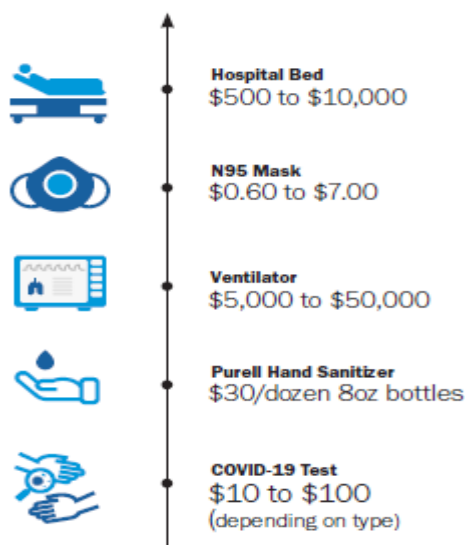 Hospital Bed
$500 to $10,000
N95 Mask
$0.60 to $7.00
Ventilator
$5,000 to $50,000
Purell Hand Sanitizer
$30/dozen 8oz bottles
COVID-19 Test
$10 to $100
(depending on type)